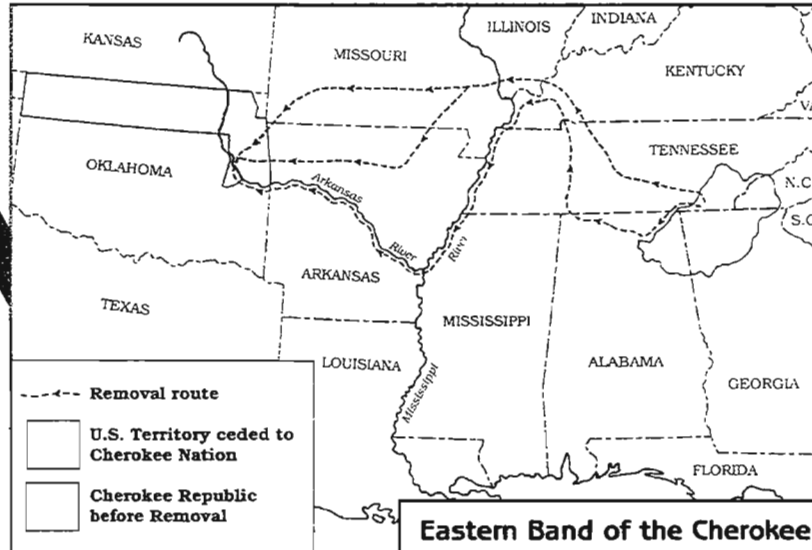 KANSAS
MISSOURI
ILLINOIS
INDIANA
KENTUCKY
VA
OKLAHOMA
TENNESSEE
N.C
S.C
Arkansas
River
River
ARKANSAS
TEXAS
MISSISSIPPI
ALABAMA
LOUISIANA
GEORGIA
Mississippi
FLORIDA
Removal route
U.S. Territory ceded to
Cherokee Nation
Cherokee Republic
before Removal
Eastern Band of the Cherokee